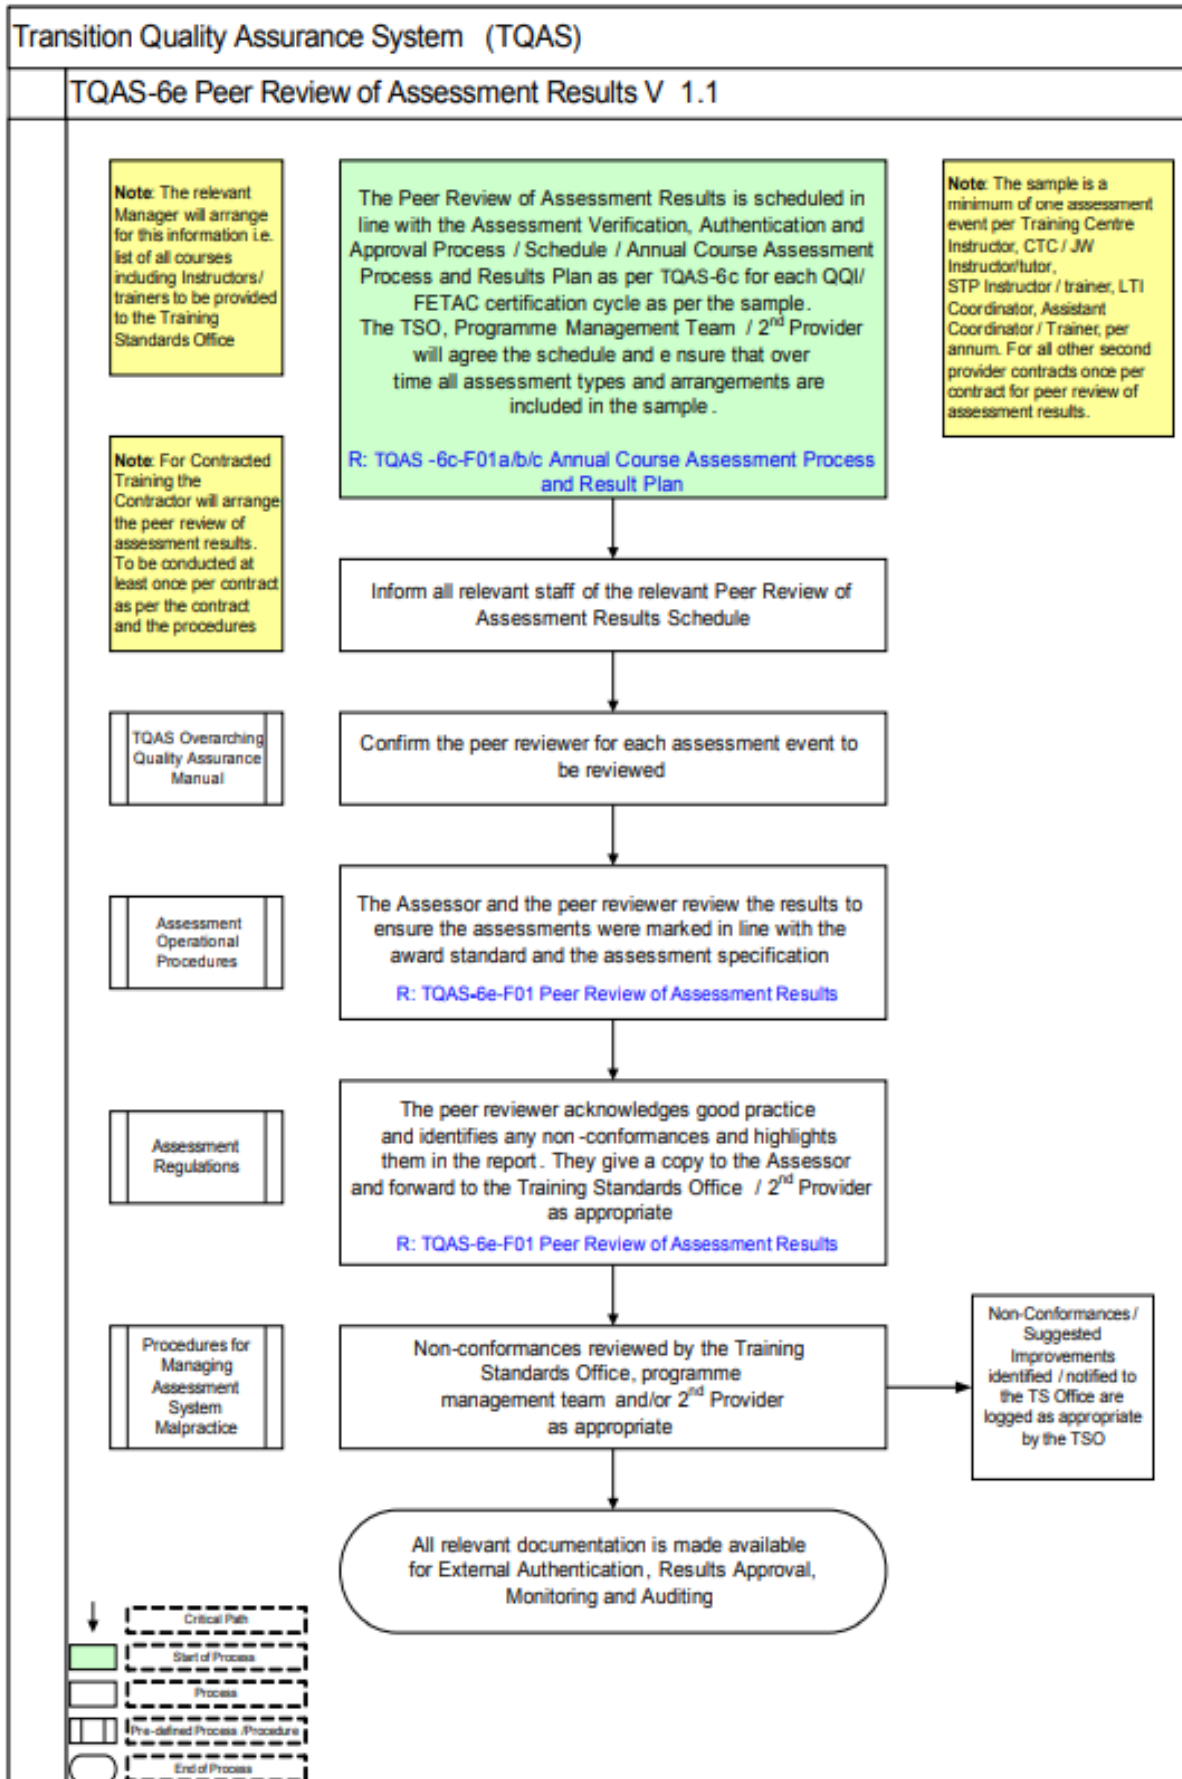 Transition Quality Assurance System (TQAS)
TQAS-6e Peer Review of Assessment Results V 1.1
Note: The relevant
Manager will arrange
for this information i.e.
list of all courses
including Instructors/
trainers to be provided
to the Training
Standards Office
Note: For Contracted
Training the
Contractor will arrange
the peer review of
assessment results.
To be conducted at
least once per contract
as per the contract
and the procedures
The Peer Review of Assessment Results is scheduled in
line with the Assessment Verification, Authentication and
Approval Process / Schedule / Annual Course Assessment
Process and Results Plan as per TQAS-6c for each QQI/
FETAC certification cycle as per the sample.
The TSO, Programme Management Team / 2nd Provider
will agree the schedule and e nsure that over
time all assessment types and arrangements are
included in the sample .
R: TQAS -6c-F01a/b/c Annual Course Assessment Process
and Result Plan
Note: The sample is a
minimum of one assessment
event per Training Centre
Instructor, CTC / JW
Instructor/tutor,
STP Instructor / trainer, LTI
Coordinator, Assistant
Coordinator / Trainer, per
annum. For all other second
provider contracts once per
contract for peer review of
assessment results.
Inform all relevant staff of the relevant Peer Review of
Assessment Results Schedule
TQAS Overarching
Quality Assurance
Manual
Confirm the peer reviewer for each assessment event to
be reviewed
Assessment
Operational
Procedures
The Assessor and the peer reviewer review the results to
ensure the assessments were marked in line with the
award standard and the assessment specification
R: TQAS-6e-F01 Peer Review of Assessment Results
Assessment
Regulations
The peer reviewer acknowledges good practice
and identifies any non -conformances and highlights
them in the report . They give a copy to the Assessor
and forward to the Training Standards Office / 2nd Provider
as appropriate
R: TQAS-6e-F01 Peer Review of Assessment Results
Procedures for
Managing
Assessment
System
Malpractice
Non-conformances reviewed by the Training
Standards Office, programme
management team and/or 2nd Provider
as appropriate
Non-Conformances /
Suggested
Improvements
identified / notified to
the TS Office are
logged as appropriate
by the TSO
All relevant documentation is made available
for External Authentication , Results Approval,
Monitoring and Auditing
Critical Path
Start of Process
Process
Pre-defined Process /Procedure
End of Process